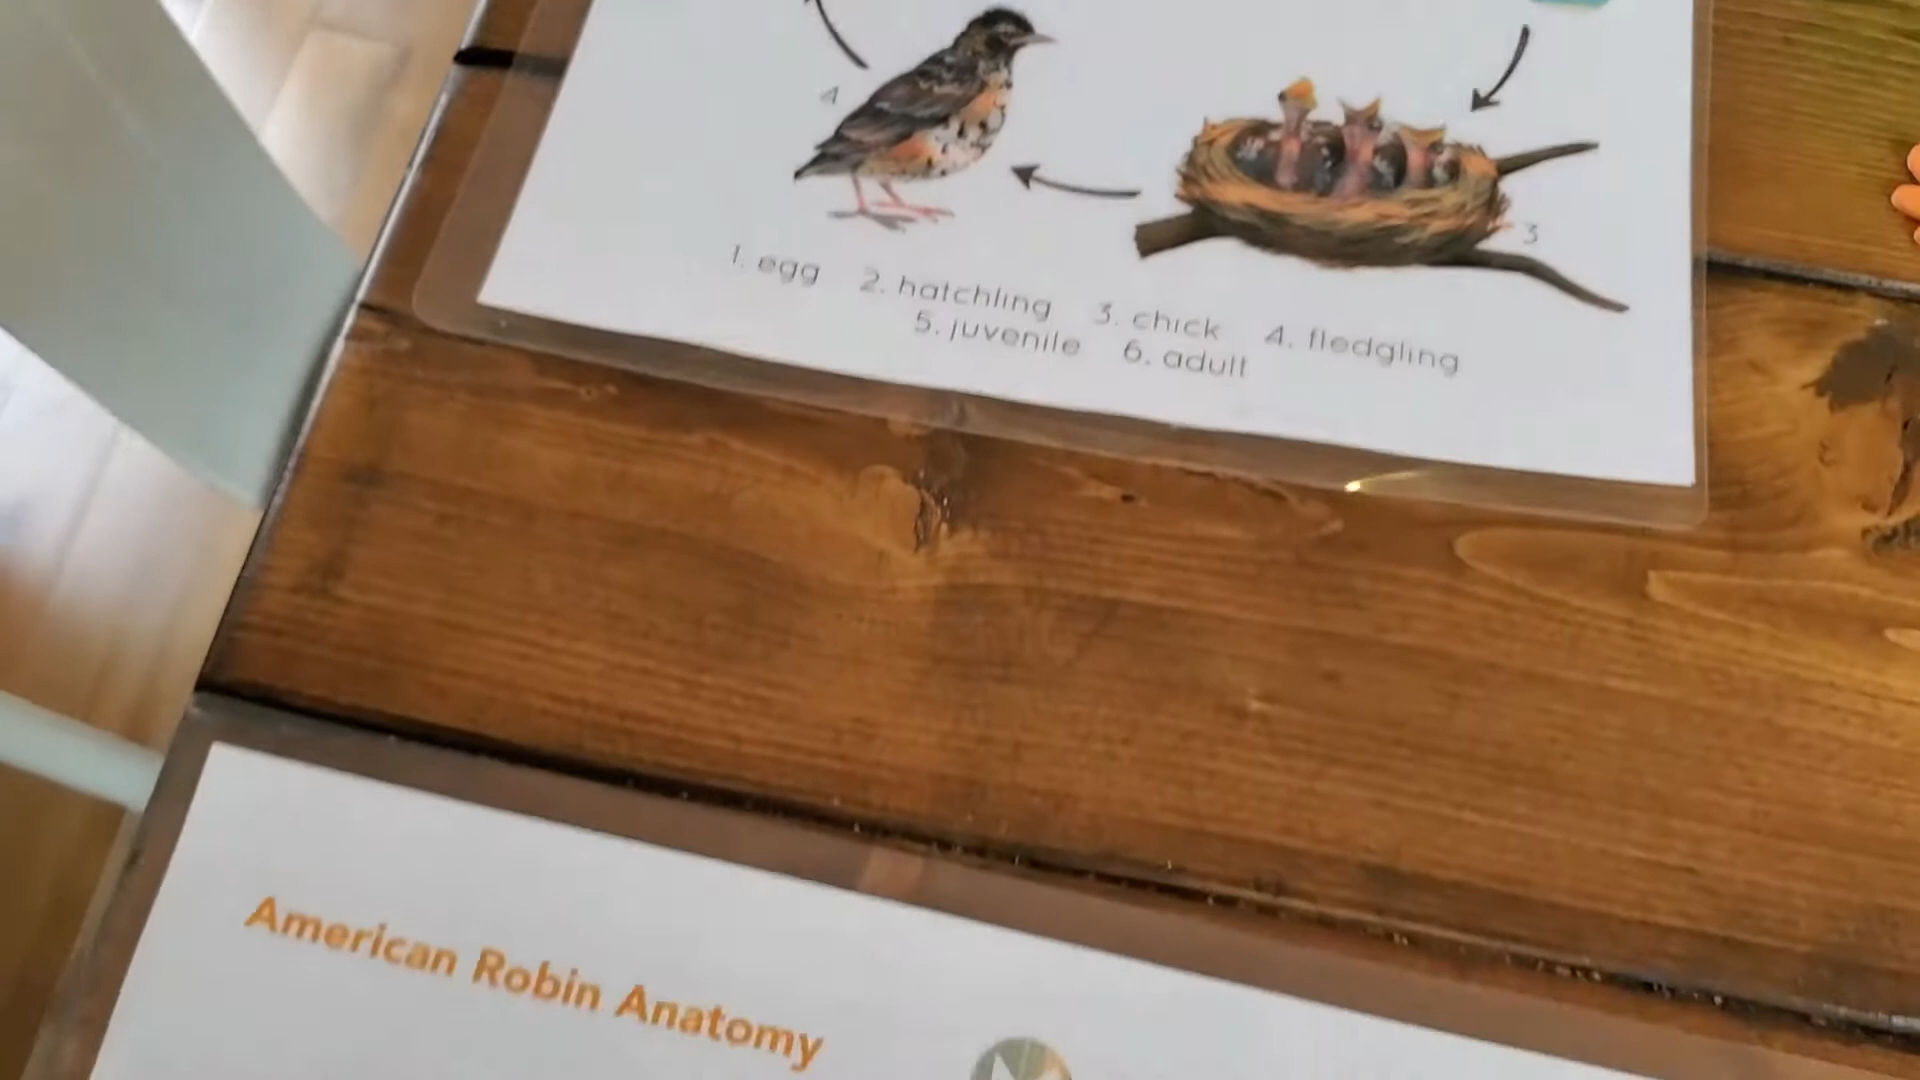 4
3
1. egg 2. hatchling 3. chick 4. fledgling
5. juvenile 6. adult
American Robin Anatomy